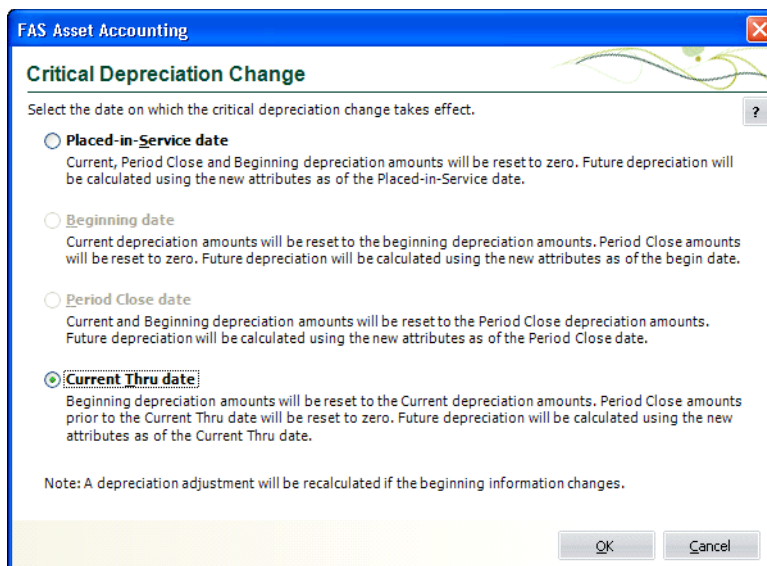 FAS Asset Accounting
Critical Depreciation Change
Select the date on which the critical depreciation change takes effect.
?
Placed-in-Service date
Current, Period Close and Beginning depreciation amounts will be reset to zero. Future depreciation will
be calculated using the new attributes as of the Placed-in-Service date.
Beginning date
Current depreciation amounts will be reset to the beginning depreciation amounts. Period Close amounts
will be reset to zero. Future depreciation will be calculated using the new attributes as of the begin date.
Period Close date
Current and Beginning depreciation amounts will be reset to the Period Close depreciation amounts.
Future depreciation will be calculated using the new attributes as of the Period Close date.
Current Thru date
Beginning depreciation amounts will be reset to the Current depreciation amounts. Period Close amounts
prior to the Current Thru date will be reset to zero. Future depreciation will be calculated using the new
attributes as of the Current Thru date.
Note: A depreciation adjustment will be recalculated if the beginning information changes.
OK
Cancel